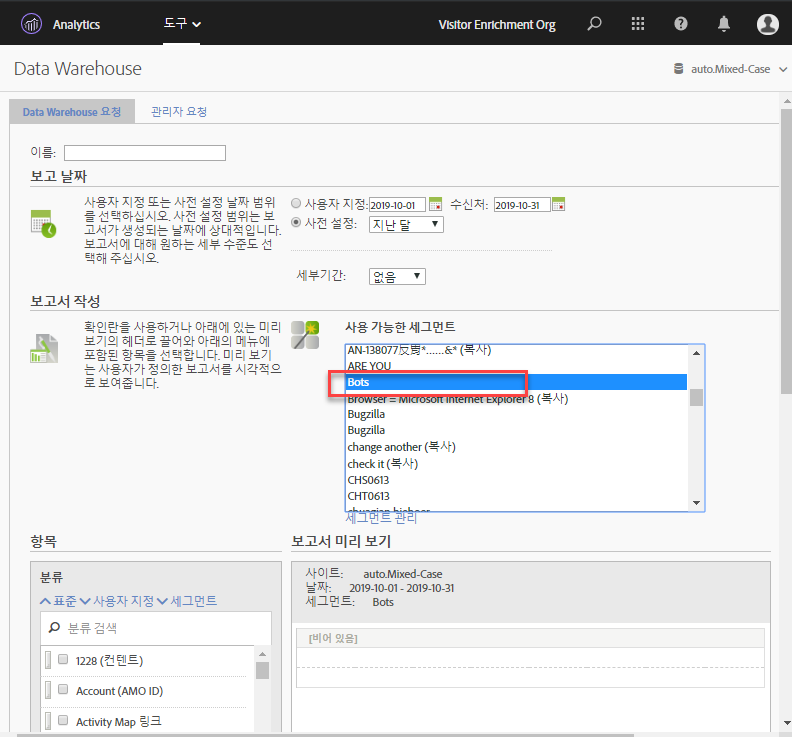 Analytics
도구
Visitor Enrichment Org
Data Warehouse
auto.Mixed-Case
Data Warehouse 요청
관리자 요청
이름:
보고 날짜
사용자 지정 또는 사전 설정 날짜 범위
를 선택하십시오. 사전 설정 범위는 보
고서가 생성되는 날짜에 상대적입니다.
보고서에 대해 원하는 세부 수준도 선
택해 주십시오.
사용자 지정: 2019-10-01 수신처: 2019-10-31
사전 설정: 지난 달
세부기간: 없음
보고서 작성
확인란을 사용하거나 아래에 있는 미리
보기의 헤더로 끌어와 아래의 메뉴에
포함된 항목을 선택합니다. 미리 보기
는 사용자가 정의한 보고서를 시각적으
로 보여줍니다.
사용 가능한 세그먼트
ARE YOU
Bots
Browser = Microsoft Internet Explorer 8 (복사)
Bugzilla
Bugzilla
change another (복사)
check it (복사)
CHS0613
CHT0613
세그먼트 관리
항목
분류
표준 사용자 지정 세그먼트
분류 검색
1228 (컨텐트)
Account (AMO ID)
Activity Map 링크
보고서 미리 보기
사이트: auto.Mixed-Case
날짜: 2019-10-01 - 2019-10-31
세그먼트: Bots
[비어 있음]